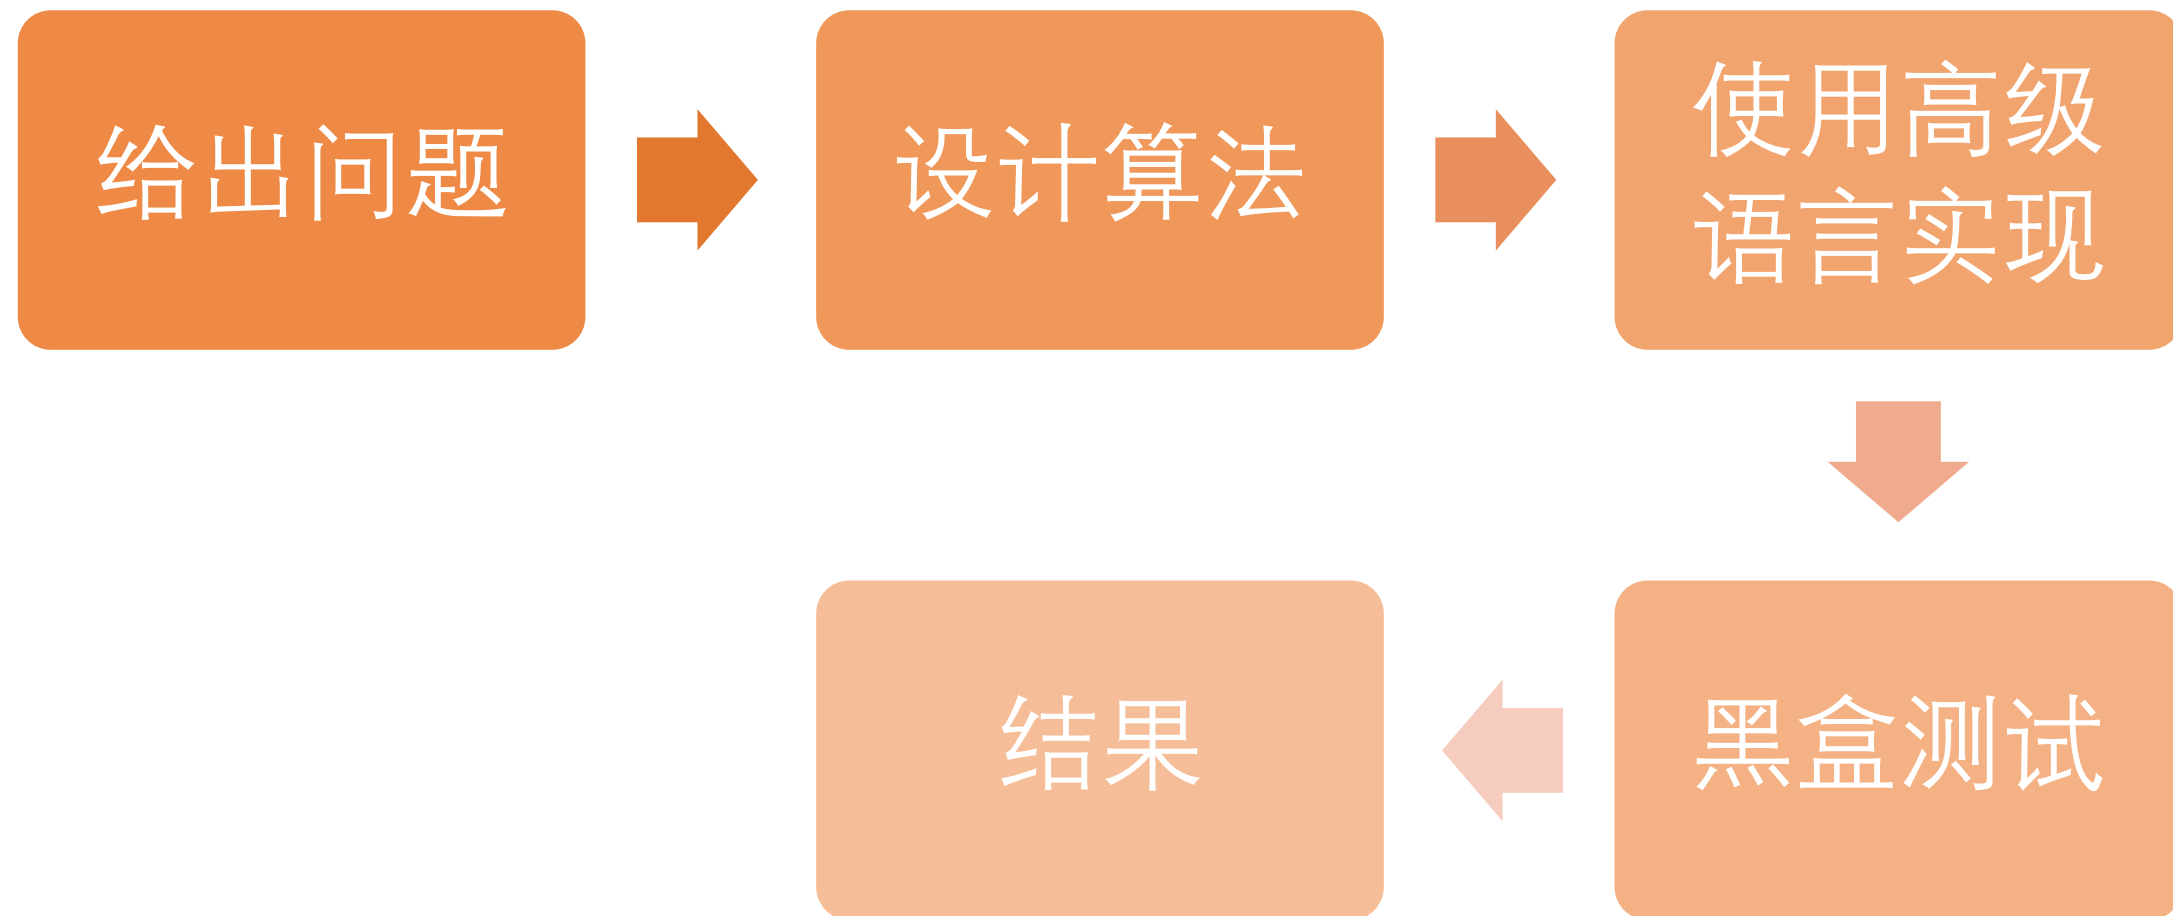 给出问题
设计算法
使用高级
语言实现
黑盒测试
结果